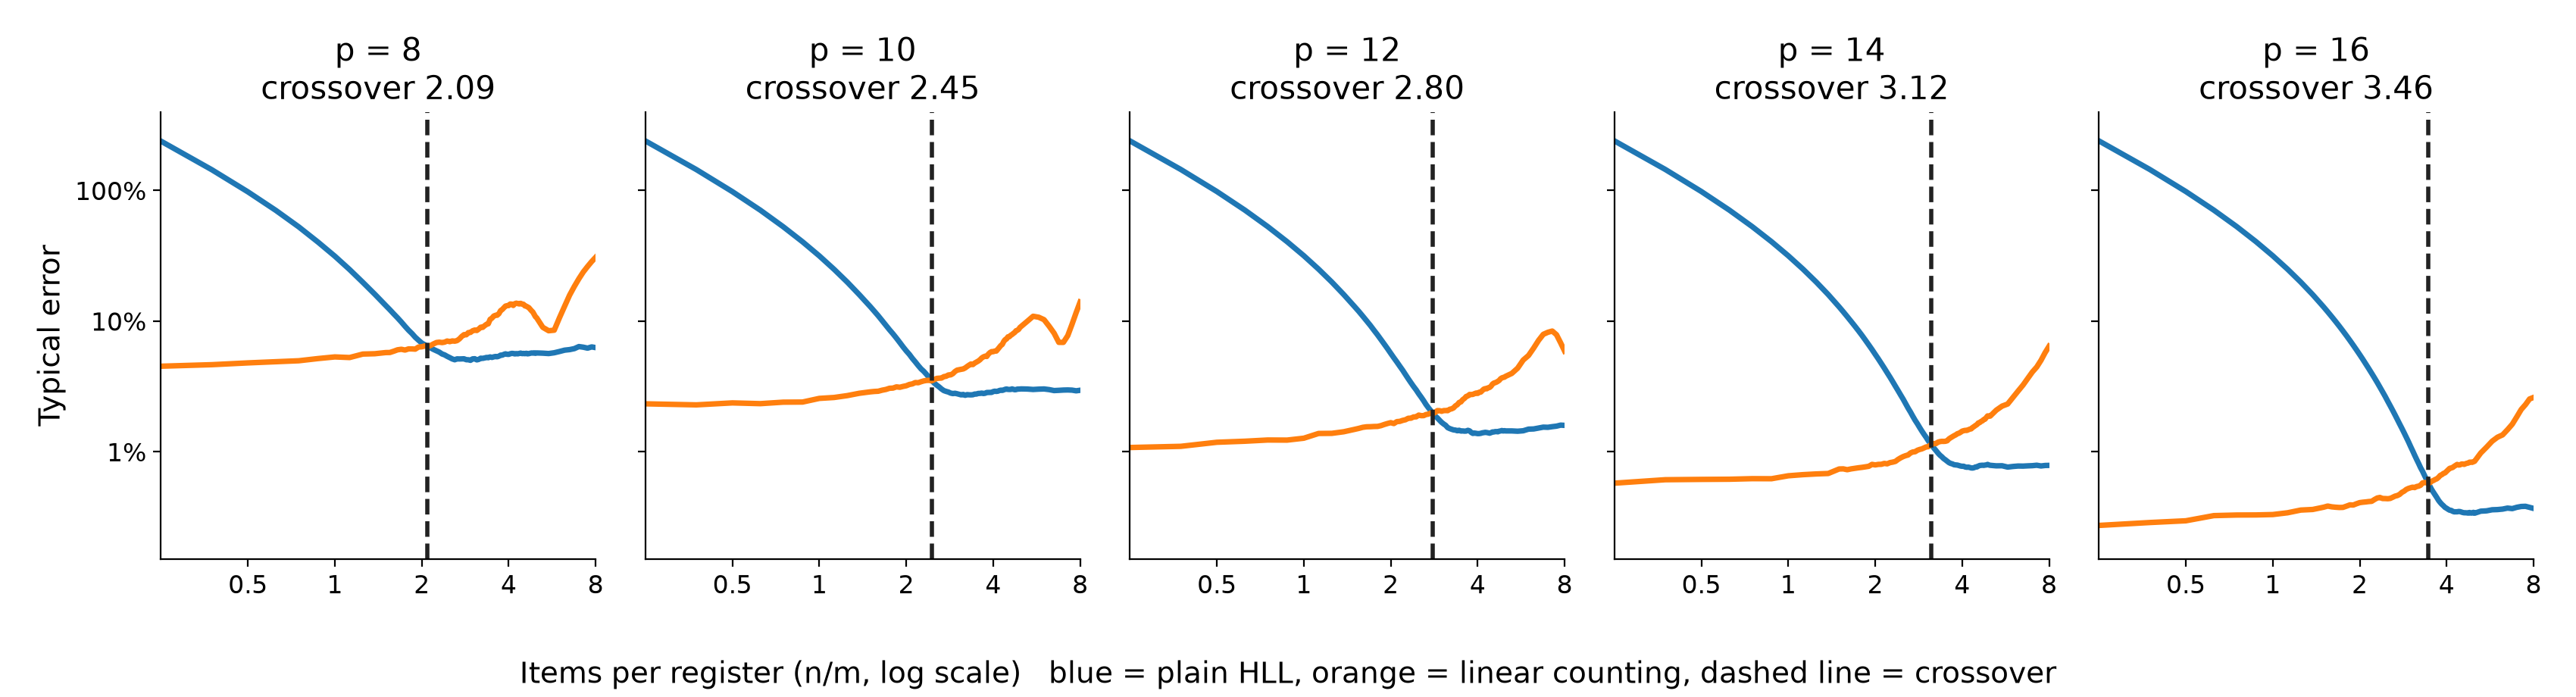 p = 8
crossover 2.09
p = 10
crossover 2.45
p = 12
crossover 2.80
p = 14
crossover 3.12
p = 16
crossover 3.46
Typical error
100%
10%
1%
0.5 1 2 4 8
0.5 1 2 4 8
0.5 1 2 4 8
0.5 1 2 4 8
0.5 1 2 4 8
Items per register (n/m, log scale)   blue = plain HLL, orange = linear counting, dashed line = crossover